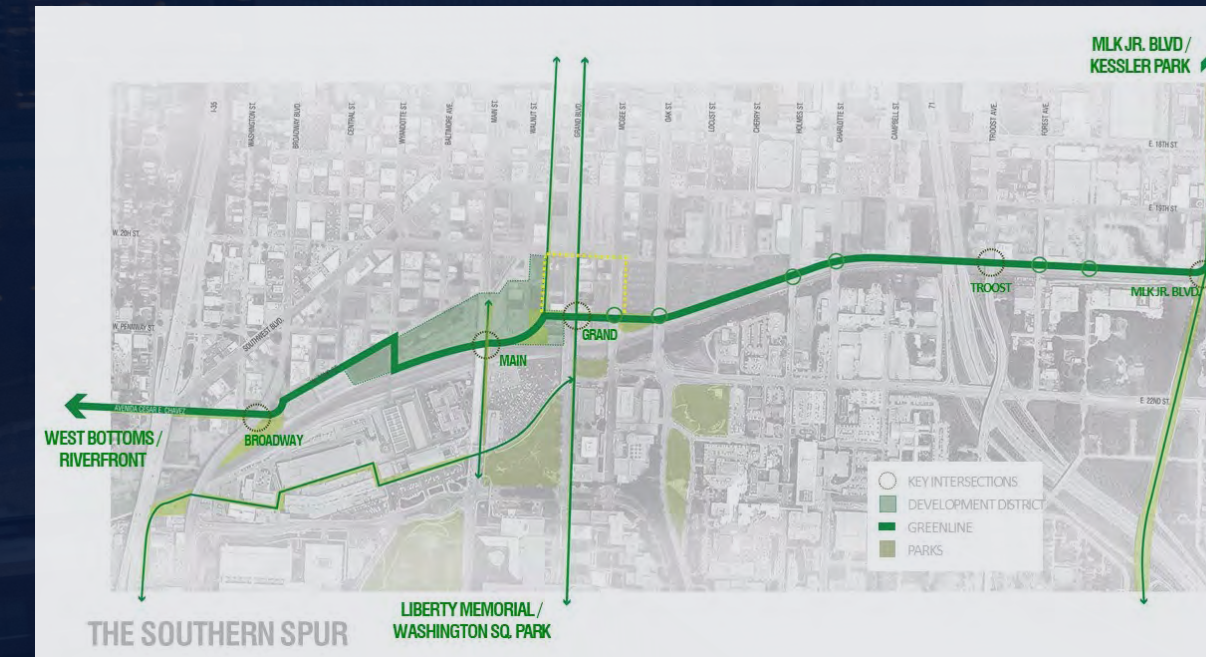 MLK JR. BLVD /
KESSLER PARK
I-35
WASHINGTON ST.
BROADWAY BLVD.
CENTRAL ST.
WYANDOTTE ST.
BALTIMORE AVE.
MAIN ST.
WALNUT ST.
GRAND BLVD.
MCGEE ST.
OAK ST.
LOCUST ST.
CHERRY ST.
HOLMES ST.
CHARLOTTE ST.
CAMPBELL ST.
71
TROOST AVE.
FOREST AVE.
E. 18TH ST.
E. 19TH ST.
W. 20TH ST.
W. PENNWAY ST.
SOUTHWEST BLVD.
TROOST
MLK JR. BLVD.
GRAND
MAIN
E. 22ND ST.
AVENIDA CESAR E. CHAVEZ
BROADWAY
WEST BOTTOMS /
RIVERFRONT
KEY INTERSECTIONS
DEVELOPMENT DISTRICT
GREENLINE
PARKS
LIBERTY MEMORIAL /
WASHINGTON SQ. PARK
THE SOUTHERN SPUR